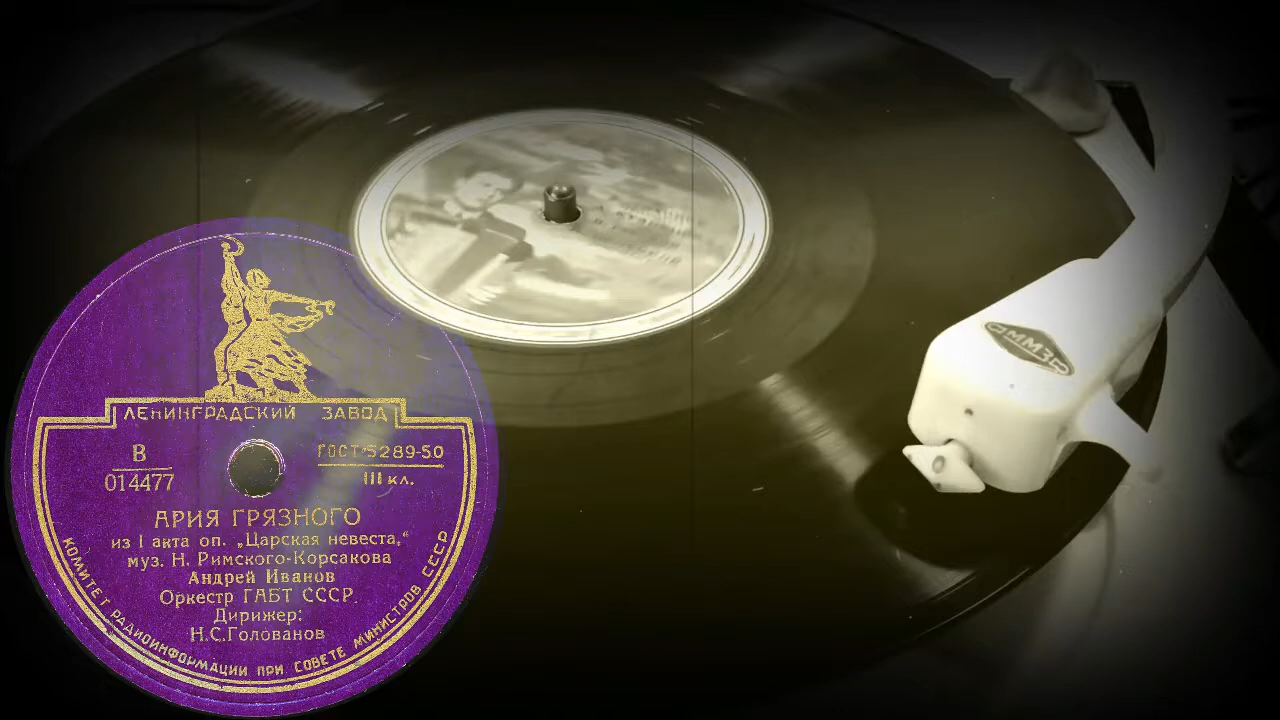 ЛЕНИНГРАДСКИЙ ЗАВОД
В
014477
ГОСТ 5289-50
III кл.
АРИЯ ГРЯЗНОГО
из I акта оп. „Царская невеста,“
муз. Н. Римского-Корсакова
Андрей Иванов
Оркестр ГАБТ СССР.
Дирижер:
Н.С.Голованов
КОМИТЕТ РАДИОИНФОРМАЦИИ ПРИ СОВЕТЕ МИНИСТРОВ СССР
ММЗ